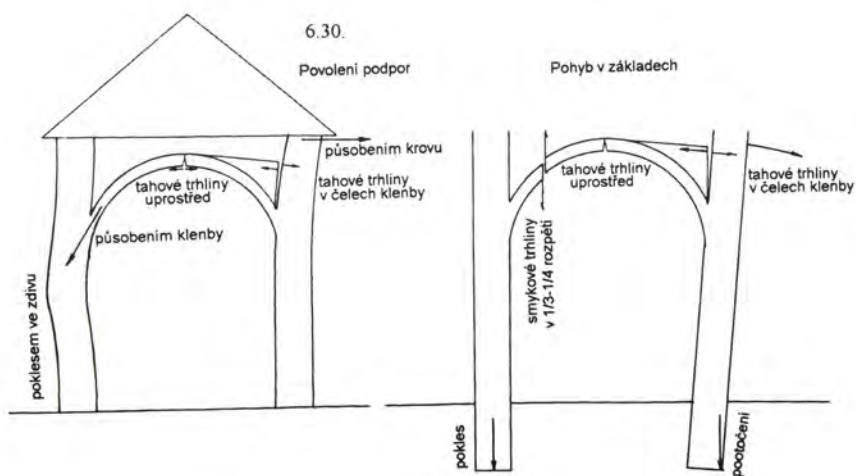 6.30.
Povolení podpor
působením krovu
tahové trhliny
uprostřed
tahové trhliny
v čelech klenby
působením klenby
poklesem ve zdivu
Pohyb v základech
tahové trhliny
uprostřed
tahové trhliny
v čelech klenby
smykové trhliny
v 1/3-1/4 rozpětí
pokles
pootočení